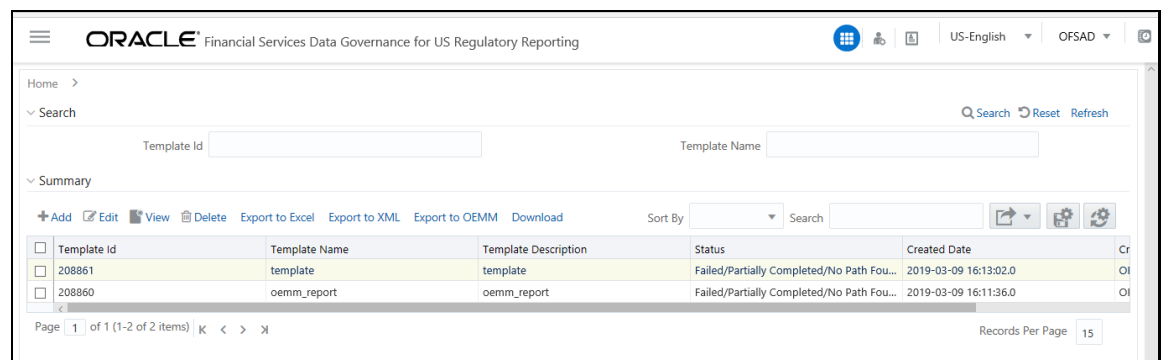 ORACLE® Financial Services Data Governance for US Regulatory Reporting US-English OFSAD
Home >
Search Search Reset Refresh
Template Id Template Name
Summary
Add Edit View Delete Export to Excel Export to XML Export to OEMM Download Sort By Search
Template Id Template Name Template Description Status Created Date Cr
208861 template template Failed/Partially Completed/No Path Fou... 2019-03-09 16:13:02.0
208860 oemm_report oemm_report Failed/Partially Completed/No Path Fou... 2019-03-09 16:11:36.0
Page 1 of 1 (1-2 of 2 items) Records Per Page 15